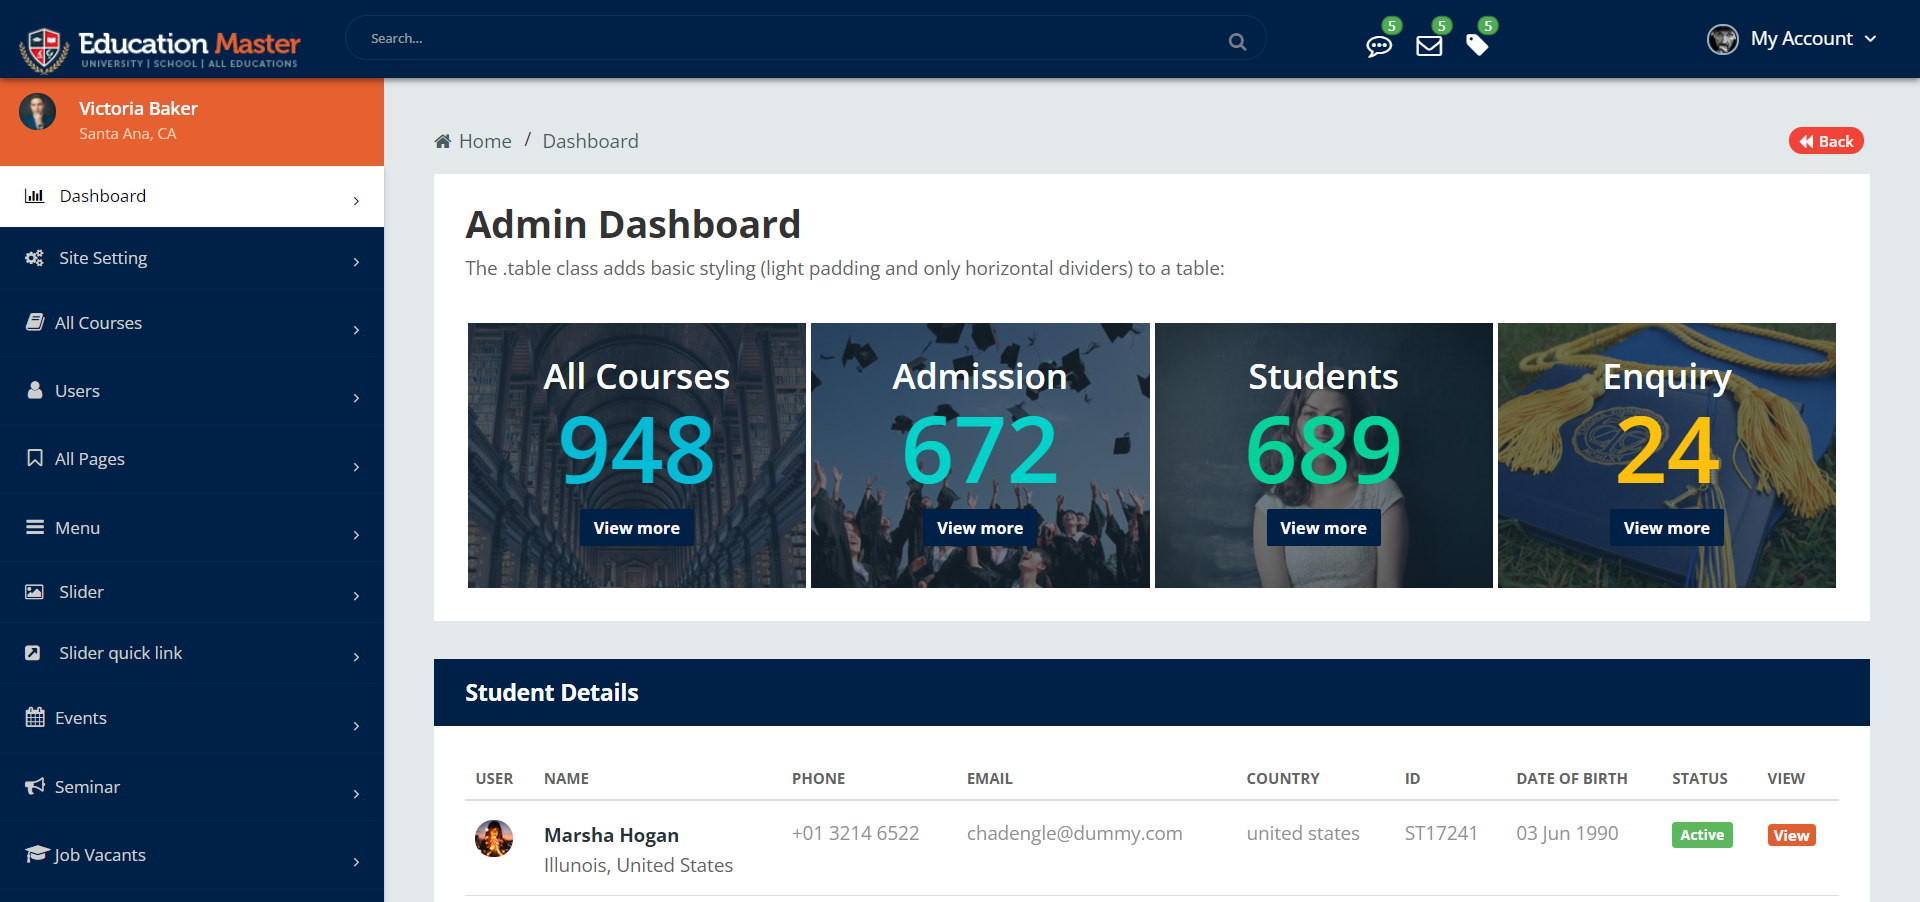 Education Master
UNIVERSITY | SCHOOL | ALL EDUCATIONS
Search...
5
5
5
My Account
Victoria Baker
Santa Ana, CA
Dashboard
Site Setting
All Courses
Users
All Pages
Menu
Slider
Slider quick link
Events
Seminar
Job Vacants
Home / Dashboard
Back
Admin Dashboard
The .table class adds basic styling (light padding and only horizontal dividers) to a table:
All Courses
948
View more
Admission
672
View more
Students
689
View more
Enquiry
24
View more
Student Details
USER NAME PHONE EMAIL COUNTRY ID DATE OF BIRTH STATUS VIEW
Marsha Hogan +01 3214 6522 chadengle@dummy.com united states ST17241 03 Jun 1990 Active View
Illunois, United States